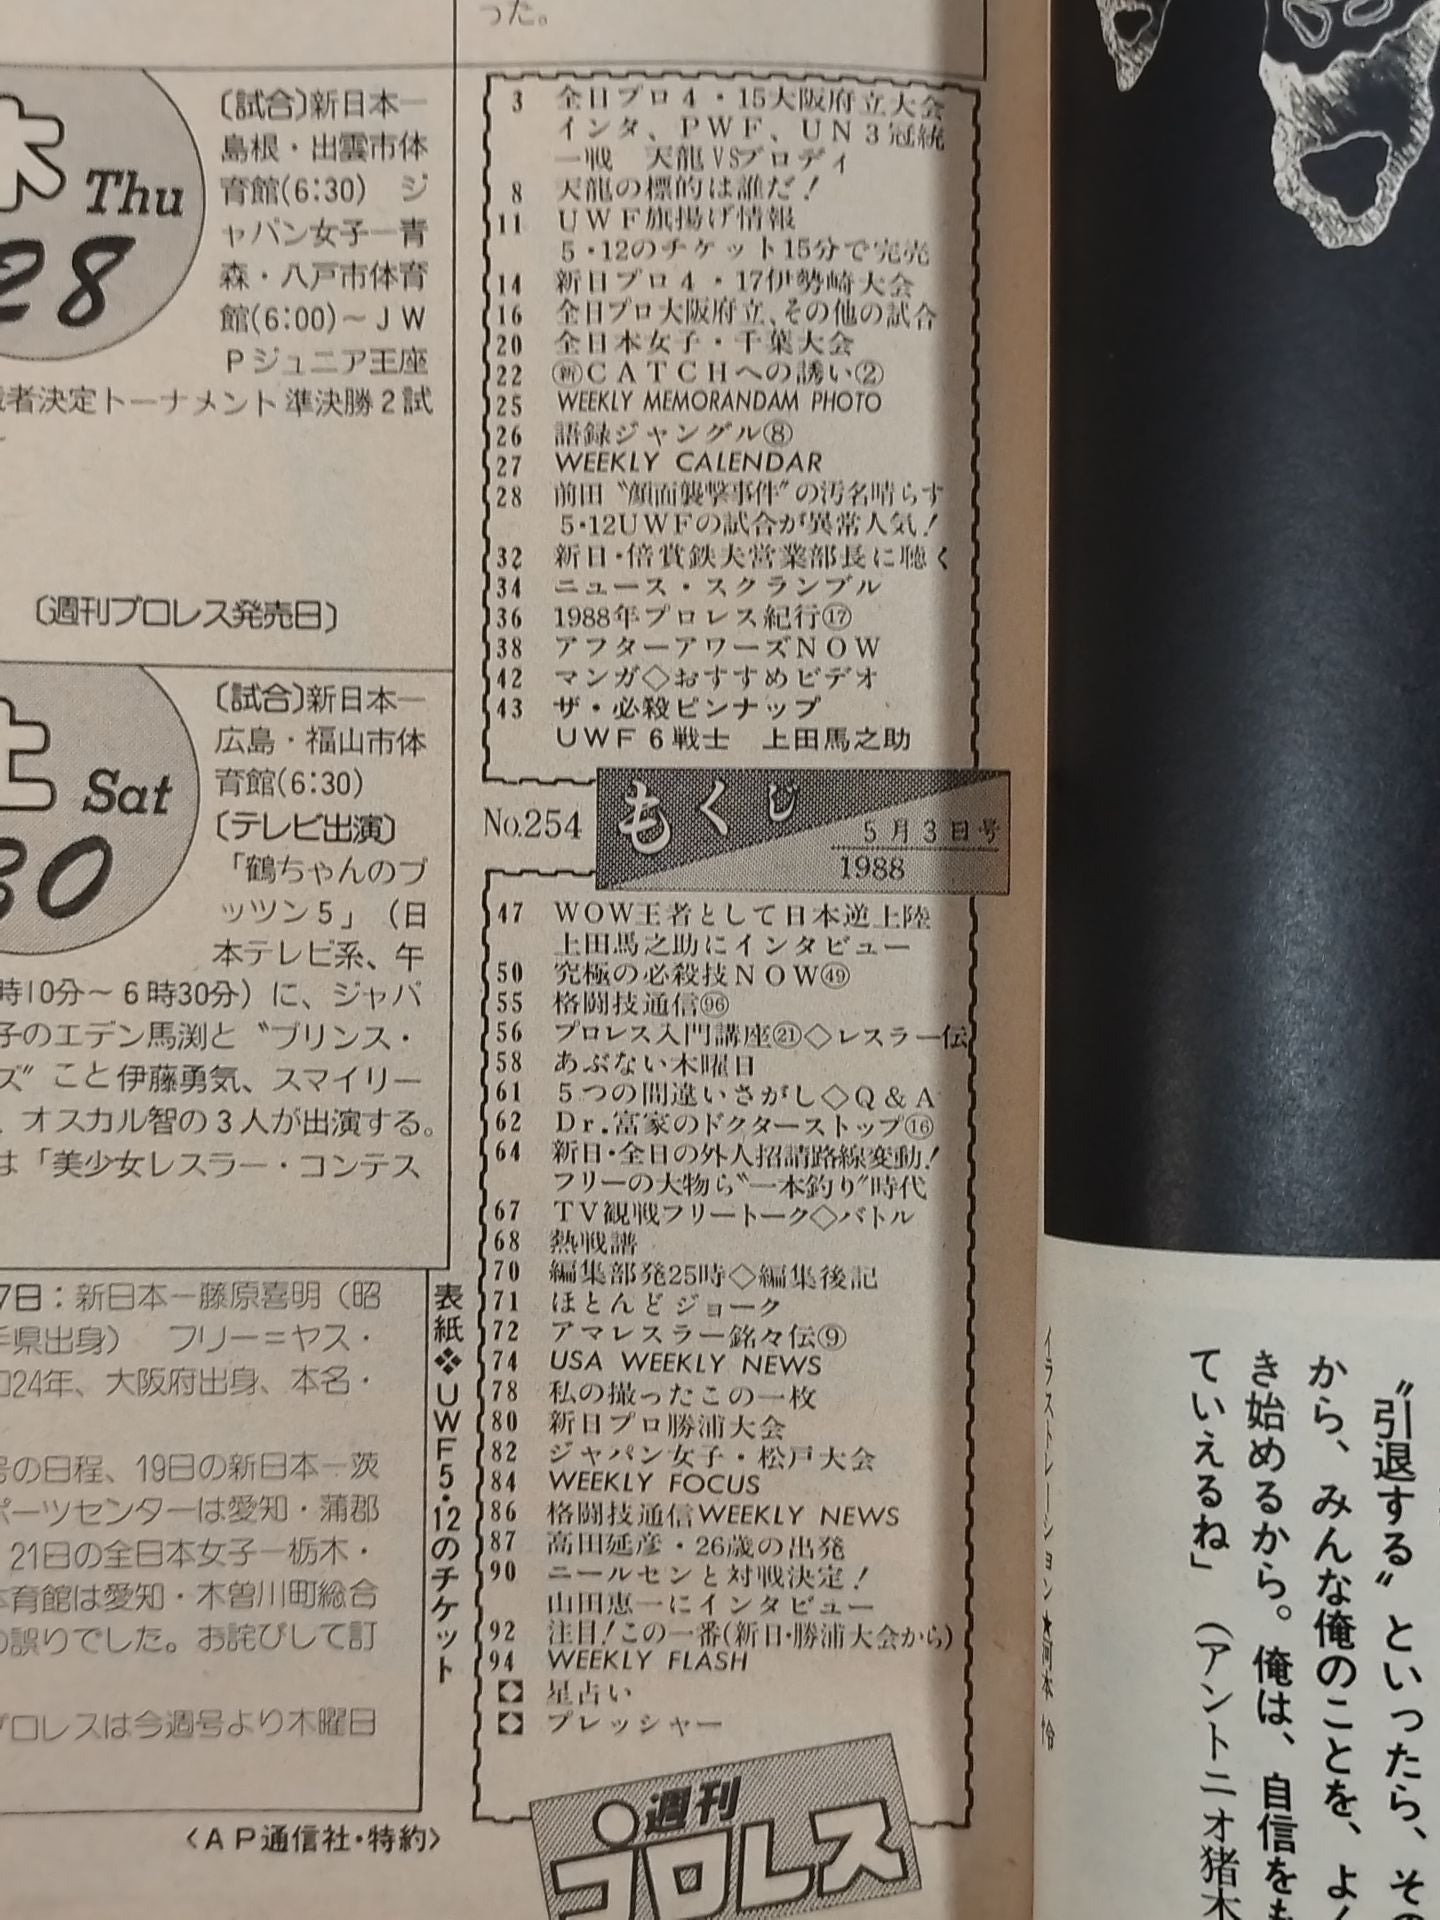 った。
Thu
28
〔試合〕新日本―
島根・出雲市体
育館(6:30)　ジ
ャパン女子―青
森・八戸市体育
館(6:00)～JW
Pジュニア王座
者決定トーナメント準決勝2試
〔週刊プロレス発売日〕
土
Sat
30
〔試合〕新日本―
広島・福山市体
育館(6:30)
〔テレビ出演〕
「鶴ちゃんのプ
ッツン5」（日
本テレビ系、午
時10分～6時30分）に、ジャパ
子のエデン馬渕と〝プリンス・
ズ〟こと伊藤勇気、スマイリー
、オスカル智の3人が出演する。
は「美少女レスラー・コンテス
7日：新日本―藤原喜明（昭
手県出身）　フリー＝ヤス・
24年、大阪府出身、本名・
号の日程、19日の新日本―茨
ポーツセンターは愛知・蒲郡
21日の全日本女子―栃木・
体育館は愛知・木曽川町総合
の誤りでした。お詫びして訂
プロレスは今週号より木曜日
〈AP通信社・特約〉
表紙❖UWF5・12のチケット
3 全日プロ4・15大阪府立大会
インタ、PWF、UN3冠統
一戦　天龍VSブロディ
8 天龍の標的は誰だ！
11 UWF旗揚げ情報
5・12のチケット15分で完売
14 新日プロ4・17伊勢崎大会
16 全日プロ大阪府立、その他の試合
20 全日本女子・千葉大会
22 ㊟CATCHへの誘い②
25 WEEKLY MEMORANDAM PHOTO
26 語録ジャングル⑧
27 WEEKLY CALENDAR
28 前田〝顔面襲撃事件〟の汚名晴らす
5・12UWFの試合が異常人気！
32 新日・倍賞鉄夫営業部長に聴く
34 ニュース・スクランブル
36 1988年プロレス紀行⑰
38 アフターアワーズNOW
42 マンガ◇おすすめビデオ
43 ザ・必殺ピンナップ
UWF6戦士　上田馬之助
No.254
もくじ
5月3日号
1988
47 WOW王者として日本逆上陸
上田馬之助にインタビュー
50 究極の必殺技NOW㊾
55 格闘技通信96
56 プロレス入門講座㉑◇レスラー伝
58 あぶない木曜日
61 5つの間違いさがし◇Q＆A
62 Dr.富家のドクターストップ⑯
64 新日・全日の外人招請路線変動！
フリーの大物ら〝一本釣り〟時代
67 TV観戦フリートーク◇バトル
68 熱戦譜
70 編集部発25時◇編集後記
71 ほとんどジョーク
72 アマレスラー銘々伝⑨
74 USA WEEKLY NEWS
78 私の撮ったこの一枚
80 新日プロ勝浦大会
82 ジャパン女子・松戸大会
84 WEEKLY FOCUS
86 格闘技通信WEEKLY NEWS
87 高田延彦・26歳の出発
90 ニールセンと対戦決定！
山田恵一にインタビュー
92 注目！この一番(新日・勝浦大会から)
94 WEEKLY FLASH
星占い
プレッシャー
週刊
プロレス
〝引退する〟といったら、その
から、みんな俺のことを、よく
き始めるから。俺は、自信をも
ていえるね」　（アントニオ猪木
イラストレーション★河本